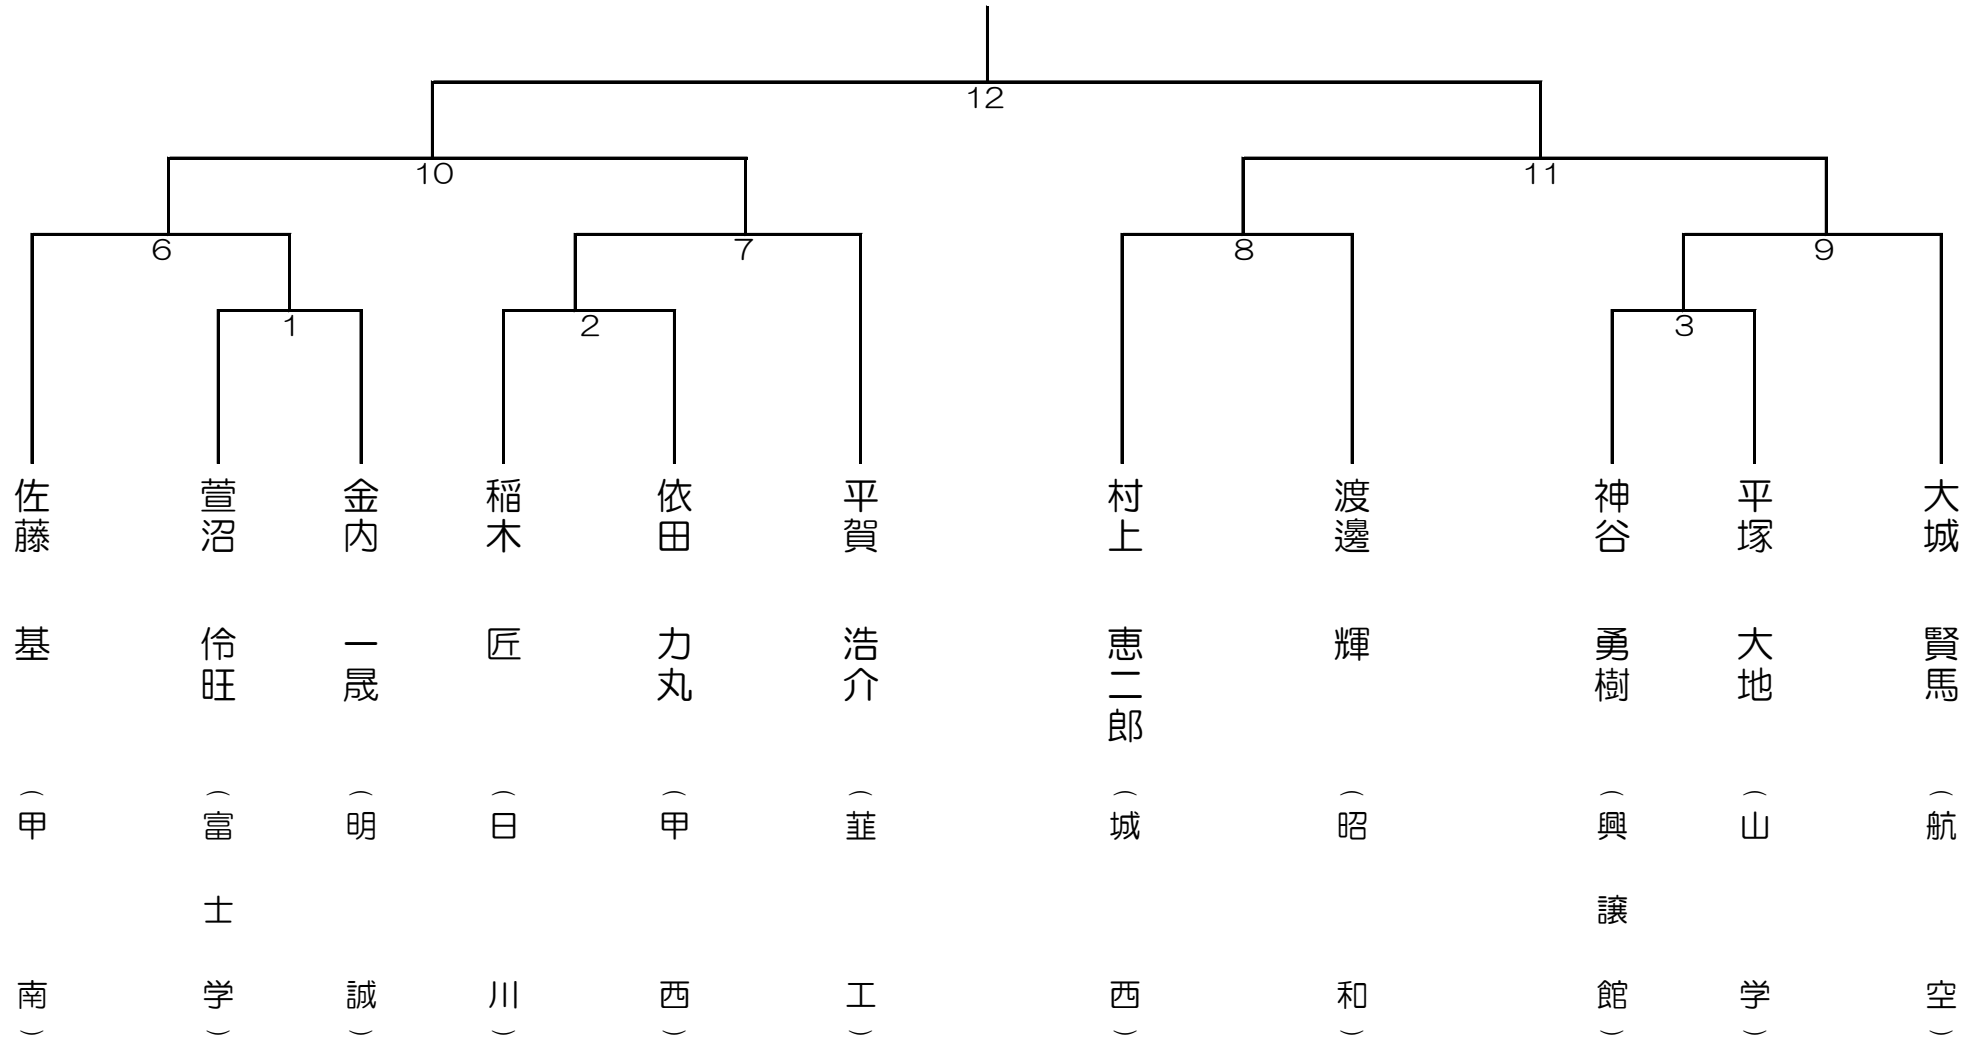 12
10
11
6
7
8
9
1
2
3
佐藤 基 （甲南）
萱沼 伶旺 （富士学）
金内 一晟 （明誠）
稲木 匠 （日川）
依田 力丸 （甲西）
平賀 浩介 （韮工）
村上 恵二郎 （城西）
渡邊 輝 （昭和）
神谷 勇樹 （興譲館）
平塚 大地 （山学）
大城 賢馬 （航空）